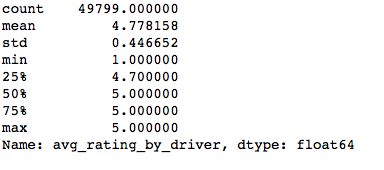 count    49799.000000
mean         4.778158
std          0.446652
min          1.000000
25%          4.700000
50%          5.000000
75%          5.000000
max          5.000000
Name: avg_rating_by_driver, dtype: float64